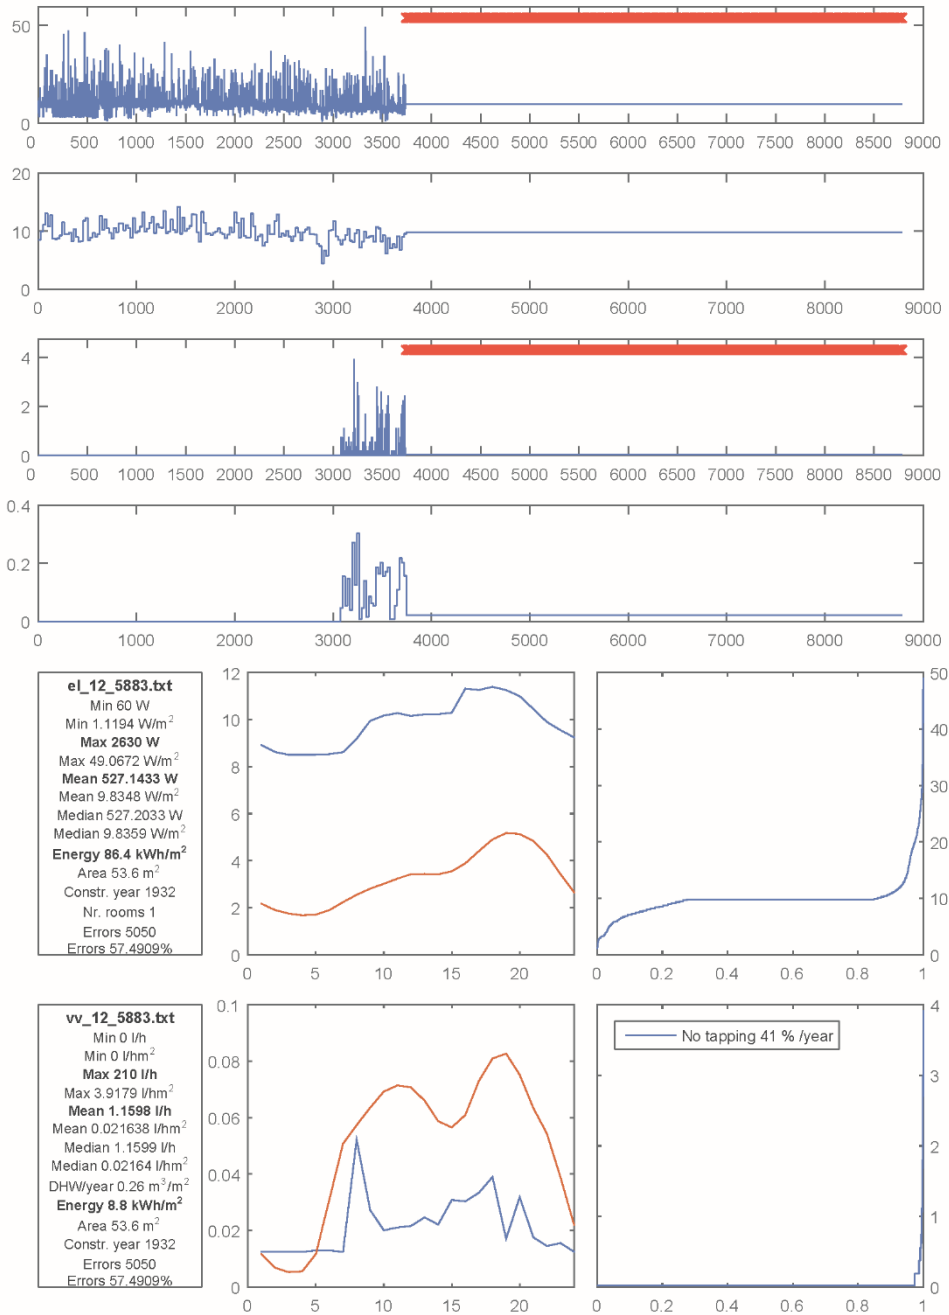 50
0
0 500 1000 1500 2000 2500 3000 3500 4000 4500 5000 5500 6000 6500 7000 7500 8000 8500 9000
20
10
0
0 1000 2000 3000 4000 5000 6000 7000 8000 9000
4
2
0
0 500 1000 1500 2000 2500 3000 3500 4000 4500 5000 5500 6000 6500 7000 7500 8000 8500 9000
0.4
0.2
0
0 1000 2000 3000 4000 5000 6000 7000 8000 9000
el_12_5883.txt
Min 60 W
Min 1.1194 W/m²
Max 2630 W
Max 49.0672 W/m²
Mean 527.1433 W
Mean 9.8348 W/m²
Median 527.2033 W
Median 9.8359 W/m²
Energy 86.4 kWh/m²
Area 53.6 m²
Constr. year 1932
Nr. rooms 1
Errors 5050
Errors 57.4909%
12
10
8
6
4
2
0
0 5 10 15 20
50
40
30
20
10
0
0 0.2 0.4 0.6 0.8 1
vv_12_5883.txt
Min 0 l/h
Min 0 l/hm²
Max 210 l/h
Max 3.9179 l/hm²
Mean 1.1598 l/h
Mean 0.021638 l/hm²
Median 1.1599 l/h
Median 0.02164 l/hm²
DHW/year 0.26 m³/m²
Energy 8.8 kWh/m²
Area 53.6 m²
Constr. year 1932
Errors 5050
Errors 57.4909%
0.1
0.08
0.06
0.04
0.02
0
0 5 10 15 20
No tapping 41 % /year
4
3
2
1
0
0 0.2 0.4 0.6 0.8 1